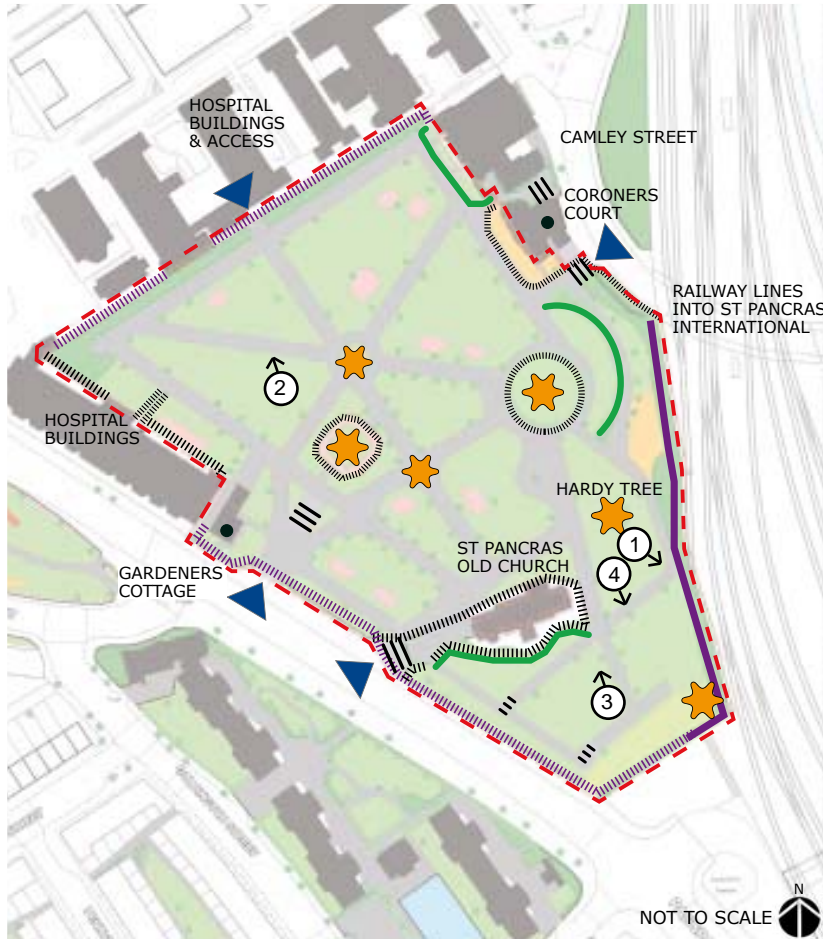 HOSPITAL
BUILDINGS
& ACCESS
CAMLEY STREET
CORONERS
COURT
RAILWAY LINES
INTO ST PANCRAS
INTERNATIONAL
2
HOSPITAL
BUILDINGS
HARDY TREE
1
ST PANCRAS
OLD CHURCH
4
GARDENERS
COTTAGE
3
N
NOT TO SCALE